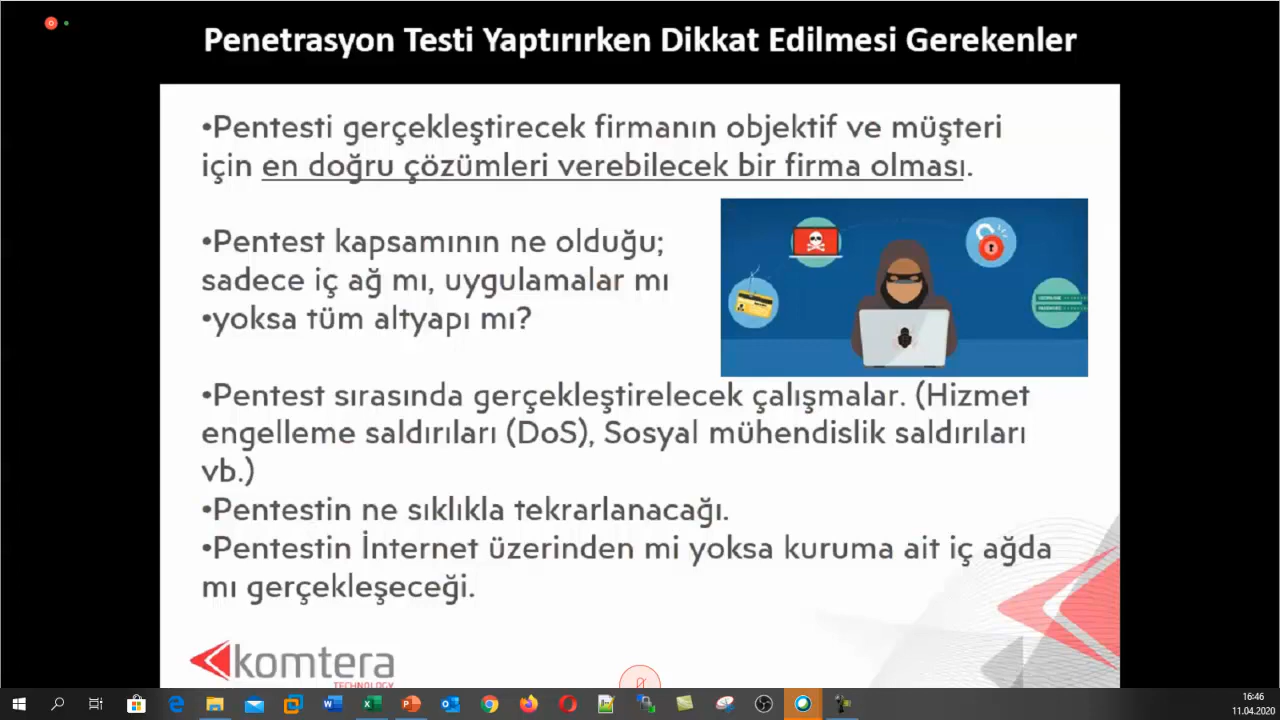 Penetrasyon Testi Yaptırırken Dikkat Edilmesi Gerekenler
•Pentesti gerçekleştirecek firmanın objektif ve müşteri
için en doğru çözümleri verebilecek bir firma olması.
•Pentest kapsamının ne olduğu;
sadece iç ağ mı, uygulamalar mı
•yoksa tüm altyapı mı?
•Pentest sırasında gerçekleştirelecek çalışmalar. (Hizmet
engelleme saldırıları (DoS), Sosyal mühendislik saldırıları
vb.)
•Pentestin ne sıklıkla tekrarlanacağı.
•Pentestin İnternet üzerinden mi yoksa kuruma ait iç ağda
mı gerçekleşeceği.
komtera
TECHNOLOGY
16:46
11.04.2020